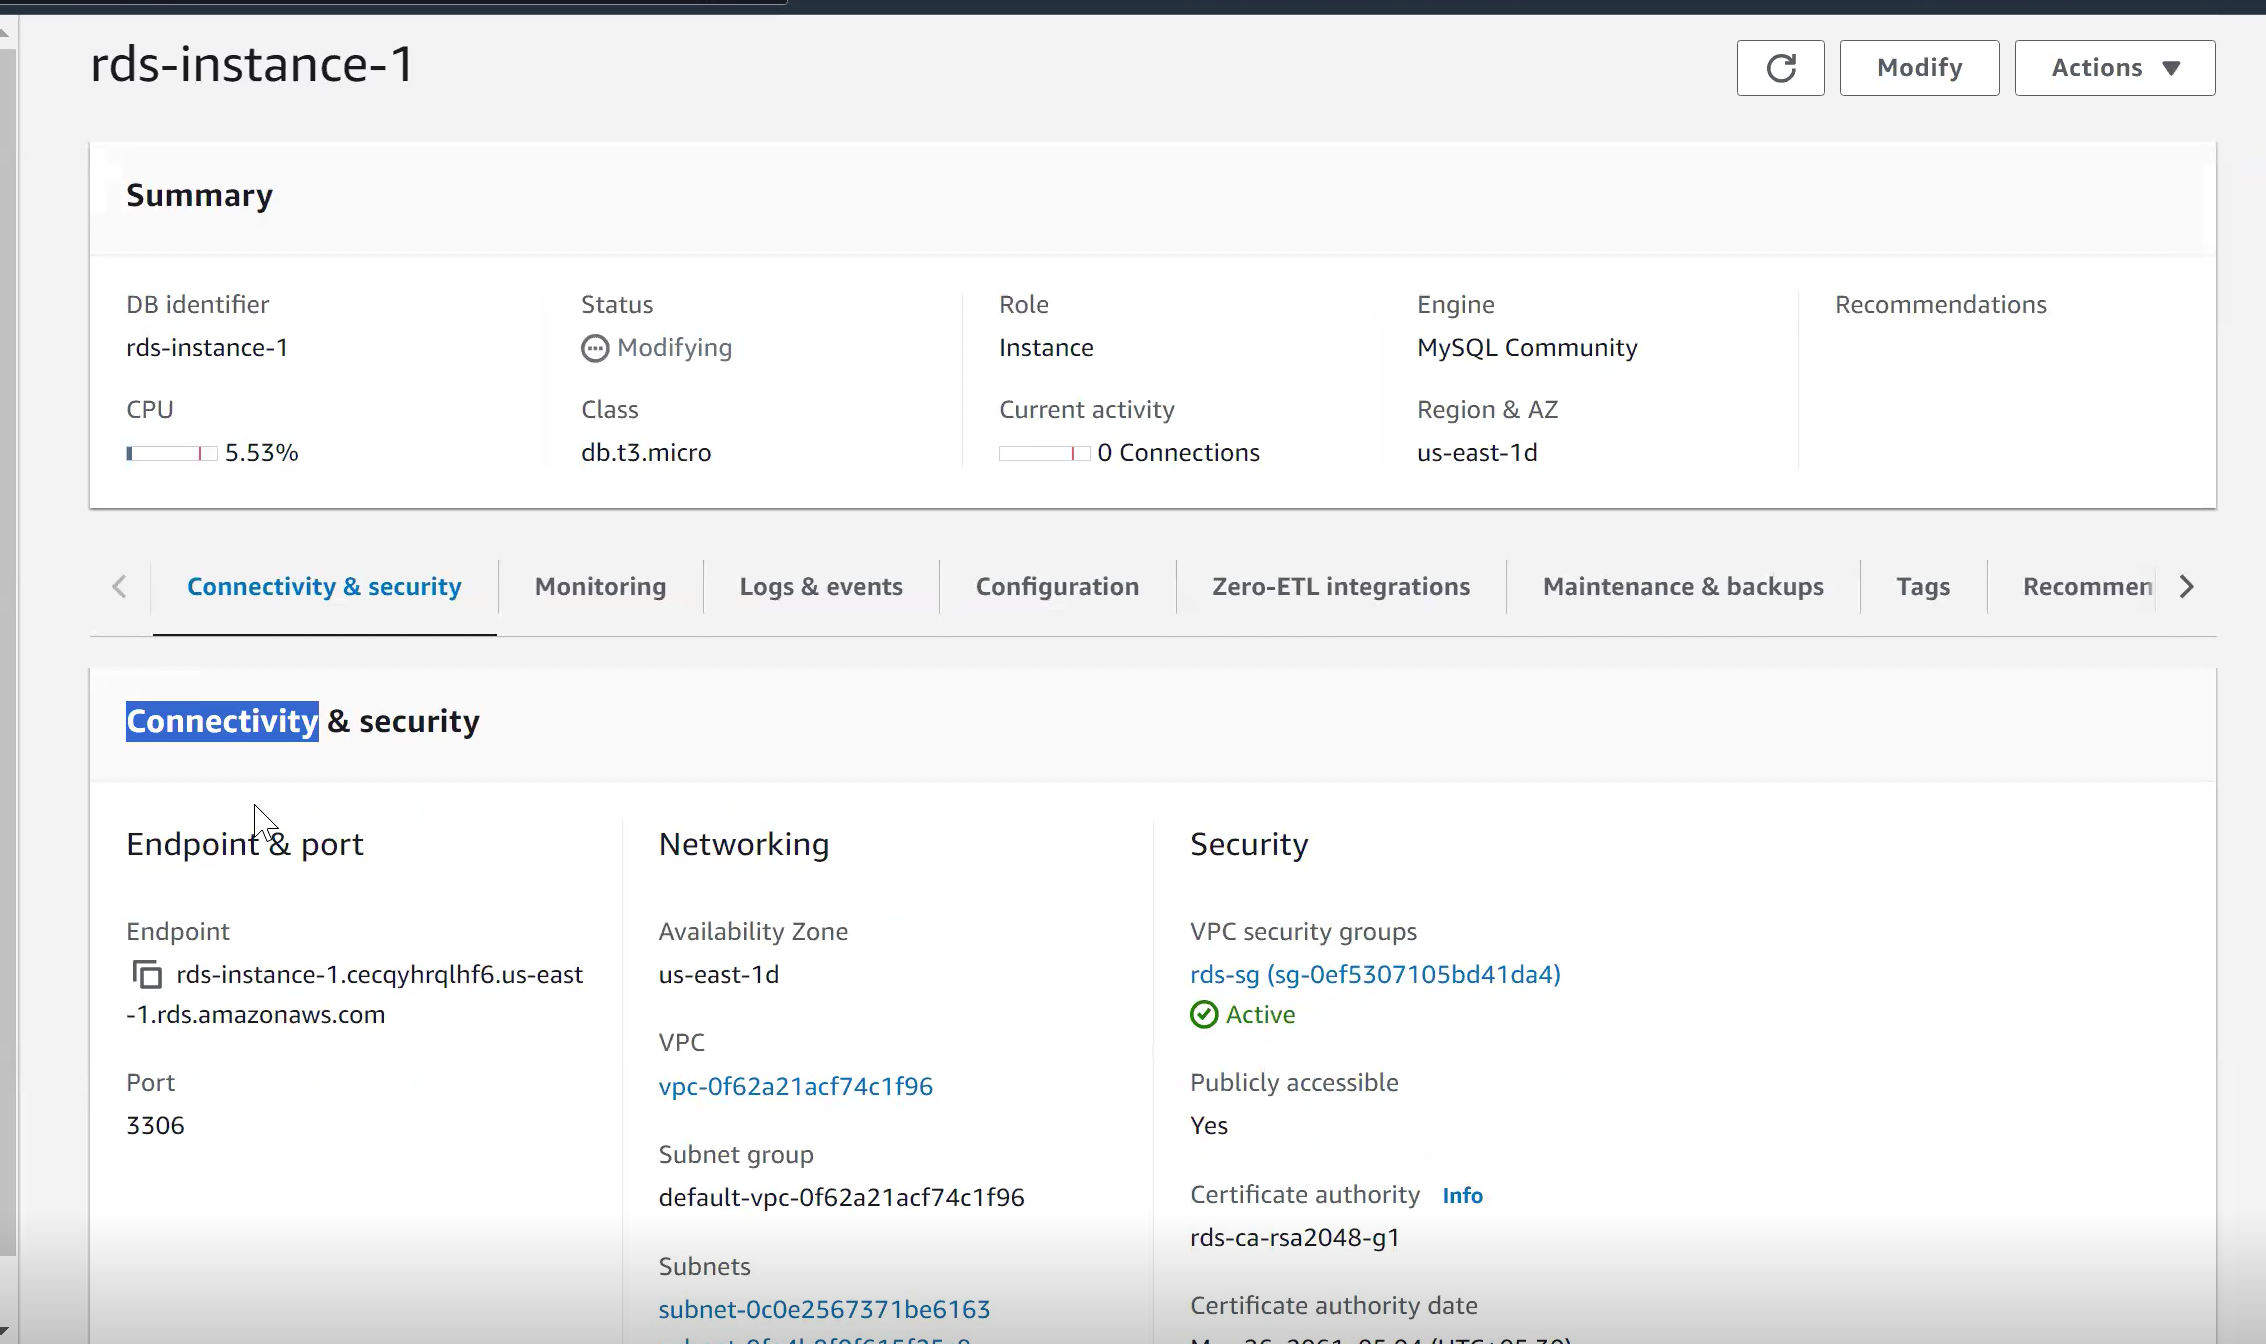 rds-instance-1
Modify
Actions
Summary
DB identifier
rds-instance-1
Status
Modifying
Role
Instance
Engine
MySQL Community
Recommendations
CPU
5.53%
Class
db.t3.micro
Current activity
0 Connections
Region & AZ
us-east-1d
Connectivity & security
Monitoring
Logs & events
Configuration
Zero-ETL integrations
Maintenance & backups
Tags
Recommen
Connectivity & security
Endpoint & port
Endpoint
rds-instance-1.cecqyhrqlhf6.us-east
-1.rds.amazonaws.com
Port
3306
Networking
Availability Zone
us-east-1d
VPC
vpc-0f62a21acf74c1f96
Subnet group
default-vpc-0f62a21acf74c1f96
Subnets
subnet-0c0e2567371be6163
Security
VPC security groups
rds-sg (sg-0ef5307105bd41da4)
Active
Publicly accessible
Yes
Certificate authority Info
rds-ca-rsa2048-g1
Certificate authority date